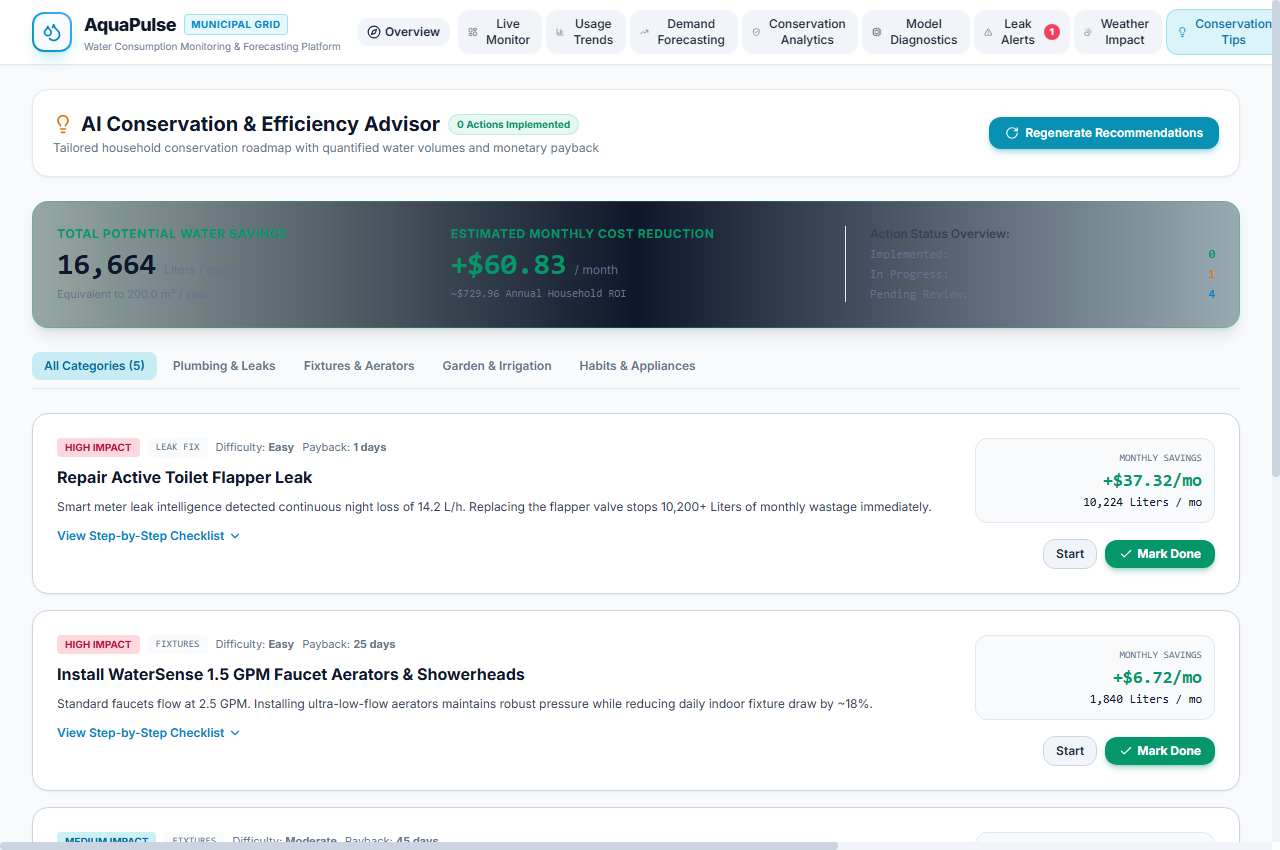 AquaPulse MUNICIPAL GRID
Water Consumption Monitoring & Forecasting Platform
Overview
Live Monitor
Usage Trends
Demand Forecasting
Conservation Analytics
Model Diagnostics
Leak Alerts 1
Weather Impact
Conservation Tips
AI Conservation & Efficiency Advisor 0 Actions Implemented
Tailored household conservation roadmap with quantified water volumes and monetary payback
Regenerate Recommendations
TOTAL POTENTIAL WATER SAVINGS
16,664 Liters /
Equivalent to 200.0 m³ / year
ESTIMATED MONTHLY COST REDUCTION
+$60.83 / month
~$729.96 Annual Household ROI
Action Status Overview:
Implemented: 0
In Progress: 1
Pending Review: 4
All Categories (5) Plumbing & Leaks Fixtures & Aerators Garden & Irrigation Habits & Appliances
HIGH IMPACT LEAK FIX Difficulty: Easy Payback: 1 days
Repair Active Toilet Flapper Leak
Smart meter leak intelligence detected continuous night loss of 14.2 L/h. Replacing the flapper valve stops 10,200+ Liters of monthly wastage immediately.
View Step-by-Step Checklist
MONTHLY SAVINGS
+$37.32/mo
10,224 Liters / mo
Start Mark Done
HIGH IMPACT FIXTURES Difficulty: Easy Payback: 25 days
Install WaterSense 1.5 GPM Faucet Aerators & Showerheads
Standard faucets flow at 2.5 GPM. Installing ultra-low-flow aerators maintains robust pressure while reducing daily indoor fixture draw by ~18%.
View Step-by-Step Checklist
MONTHLY SAVINGS
+$6.72/mo
1,840 Liters / mo
Start Mark Done
MEDIUM IMPACT FIXTURES Difficulty: Moderate Payback: 45 days